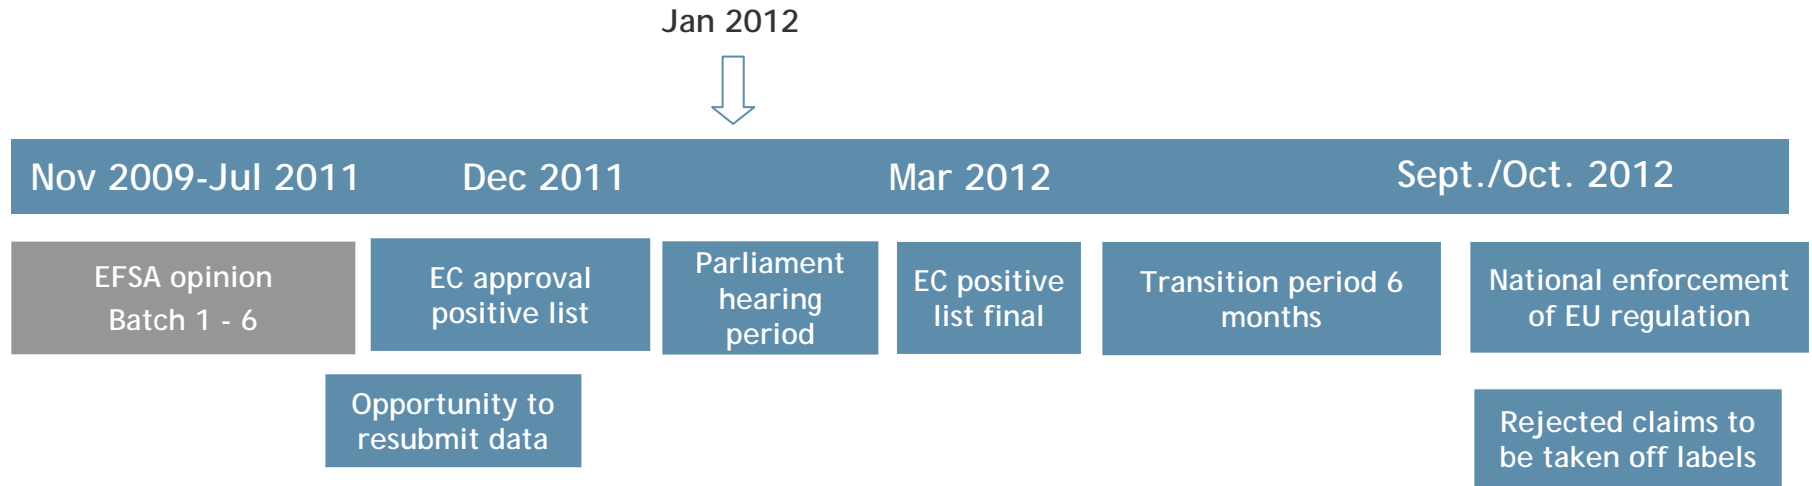 Jan 2012
Nov 2009-Jul 2011
Dec 2011
Mar 2012
Sept./Oct. 2012
EFSA opinion
Batch 1 - 6
EC approval
positive list
Parliament
hearing
period
EC positive
list final
Transition period 6
months
National enforcement
of EU regulation
Opportunity to
resubmit data
Rejected claims to
be taken off labels